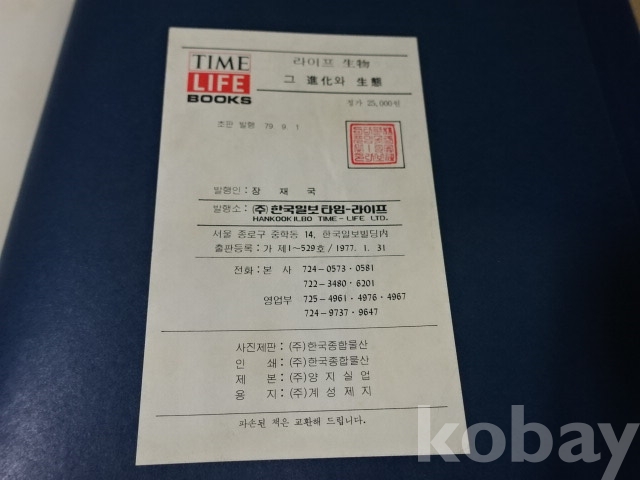 TIME
LIFE
BOOKS
라이프 生物
그 進化와 生態
정가 25,000원
초판 발행 79. 9. 1
발행인: 장 재 국
발행소: (주) 한국일보 타임-라이프
HANKOOK ILBO TIME - LIFE LTD.
서울 종로구 중학동 14, 한국일보빌딩內
출판등록: 가 제1~529호 / 1977. 1. 31
전화: 본 사 724-0573·0581
722-3480·6201
영업부 725-4961·4976·4967
724-9737·9647
사진제판: (주)한국종합물산
인 쇄: (주)한국종합물산
제 본: (주)양 지 실 업
용 지: (주)계 성 제 지
파손된 책은 교환해 드립니다.
kobay